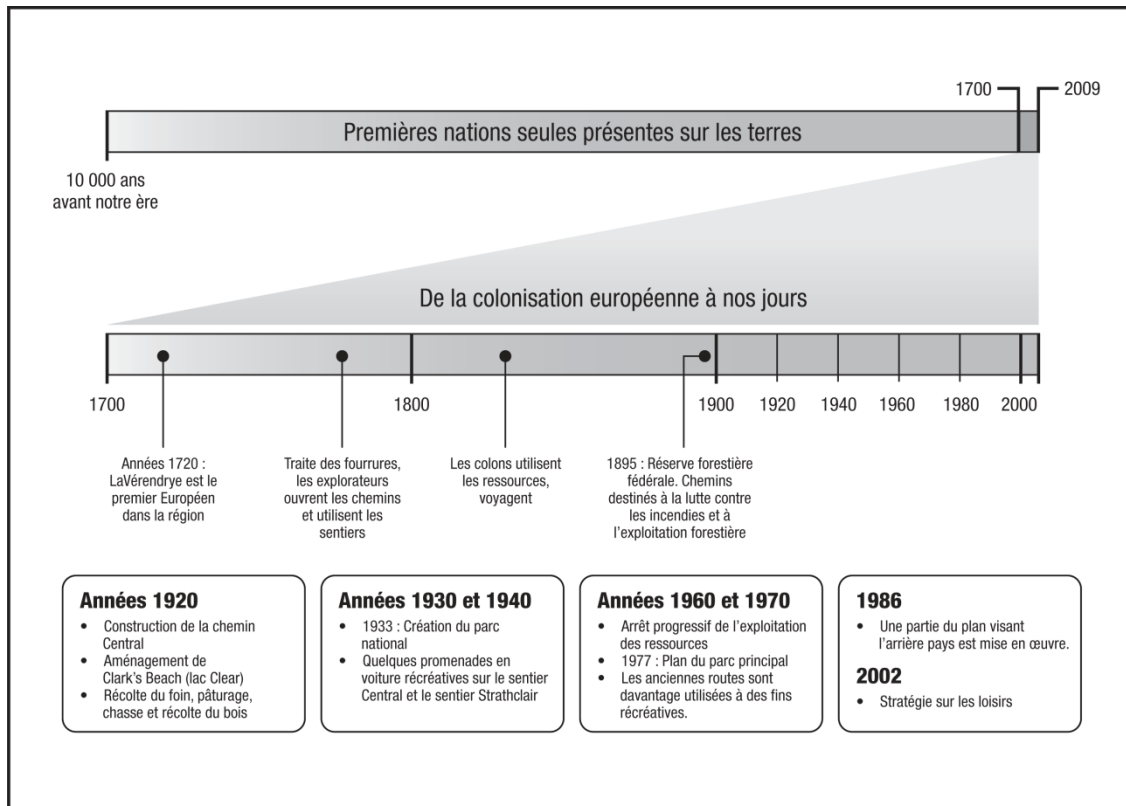 1700
2009
Premières nations seules présentes sur les terres
10 000 ans
avant notre ère
De la colonisation européenne à nos jours
1700
1800
1900
1920
1940
1960
1980
2000
Années 1720 :
LaVérendrye est le
premier Européen
dans la région
Traite des fourrures,
les explorateurs
ouvrent les chemins
et utilisent les
sentiers
Les colons utilisent
les ressources,
voyagent
1895 : Réserve forestière
fédérale. Chemins
destinés à la lutte contre
les incendies et à
l'exploitation forestière
Années 1920
• Construction de la chemin
Central
• Aménagement de
Clark's Beach (lac Clear)
• Récolte du foin, pâturage,
chasse et récolte du bois
Années 1930 et 1940
• 1933 : Création du parc
national
• Quelques promenades en
voiture récréatives sur le sentier
Central et le sentier Strathclair
Années 1960 et 1970
• Arrêt progressif de l'exploitation
des ressources
• 1977 : Plan du parc principal
• Les anciennes routes sont
davantage utilisées à des fins
récréatives.
1986
• Une partie du plan visant
l'arrière pays est mise en œuvre.
2002
• Stratégie sur les loisirs